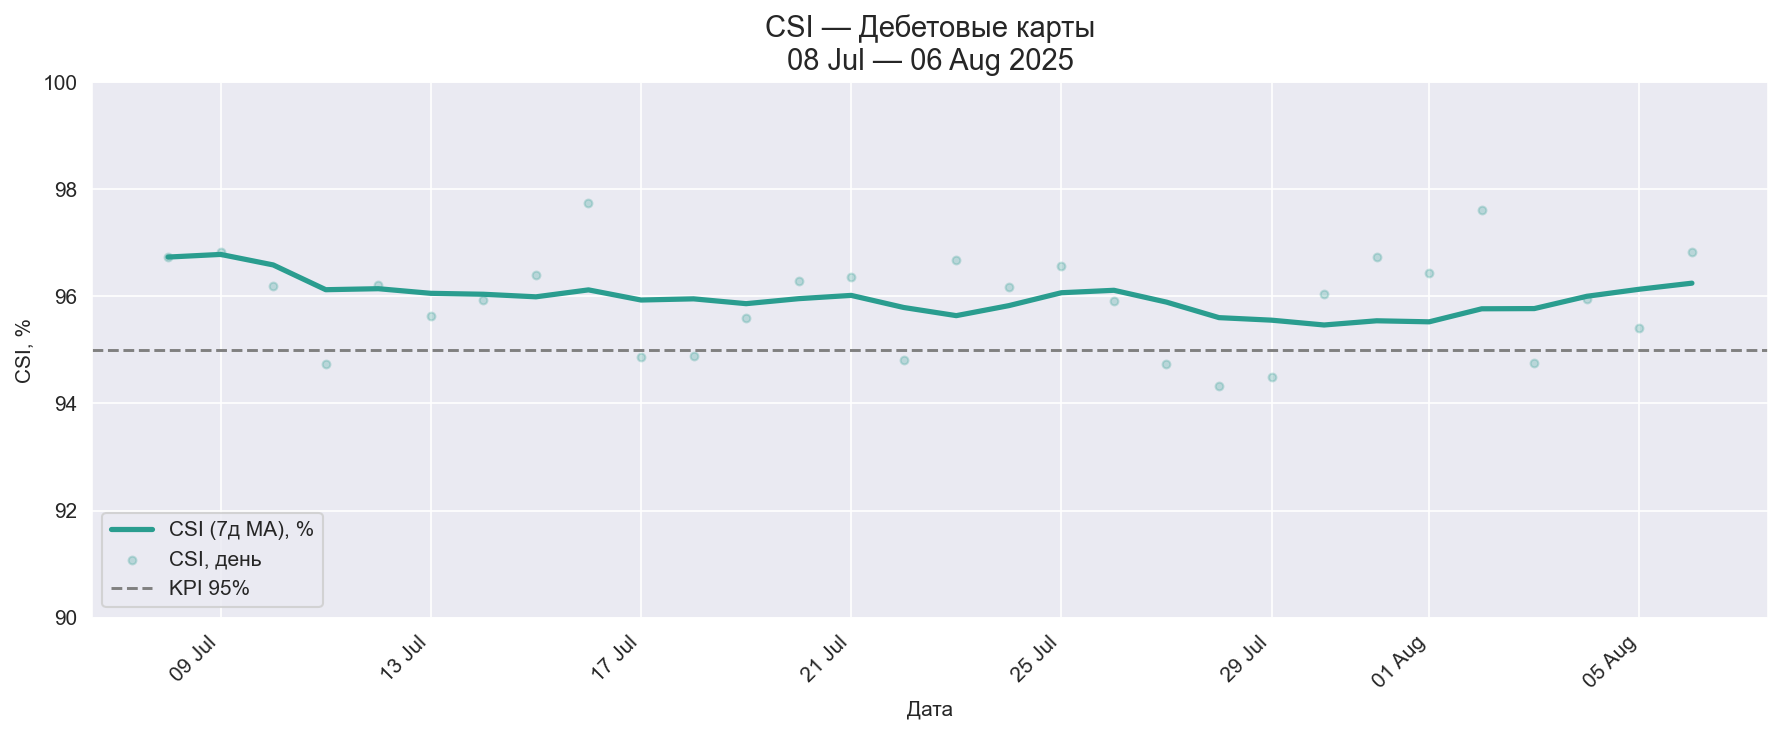 CSI — Дебетовые карты
08 Jul — 06 Aug 2025
100
98
96
94
92
90
CSI, %
CSI (7д MA), %
CSI, день
KPI 95%
09 Jul
13 Jul
17 Jul
21 Jul
25 Jul
29 Jul
01 Aug
05 Aug
Дата